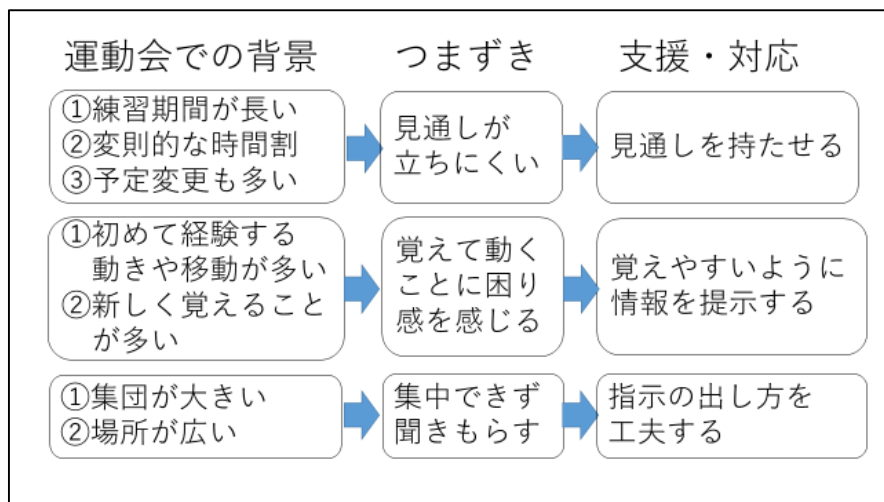 運動会での背景
つまずき
支援・対応
①練習期間が長い
②変則的な時間割
③予定変更も多い
見通しが
立ちにくい
見通しを持たせる
①初めて経験する
動きや移動が多い
②新しく覚えること
が多い
覚えて動く
ことに困り
感を感じる
覚えやすいように
情報を提示する
①集団が大きい
②場所が広い
集中できず
聞きもらす
指示の出し方を
工夫する